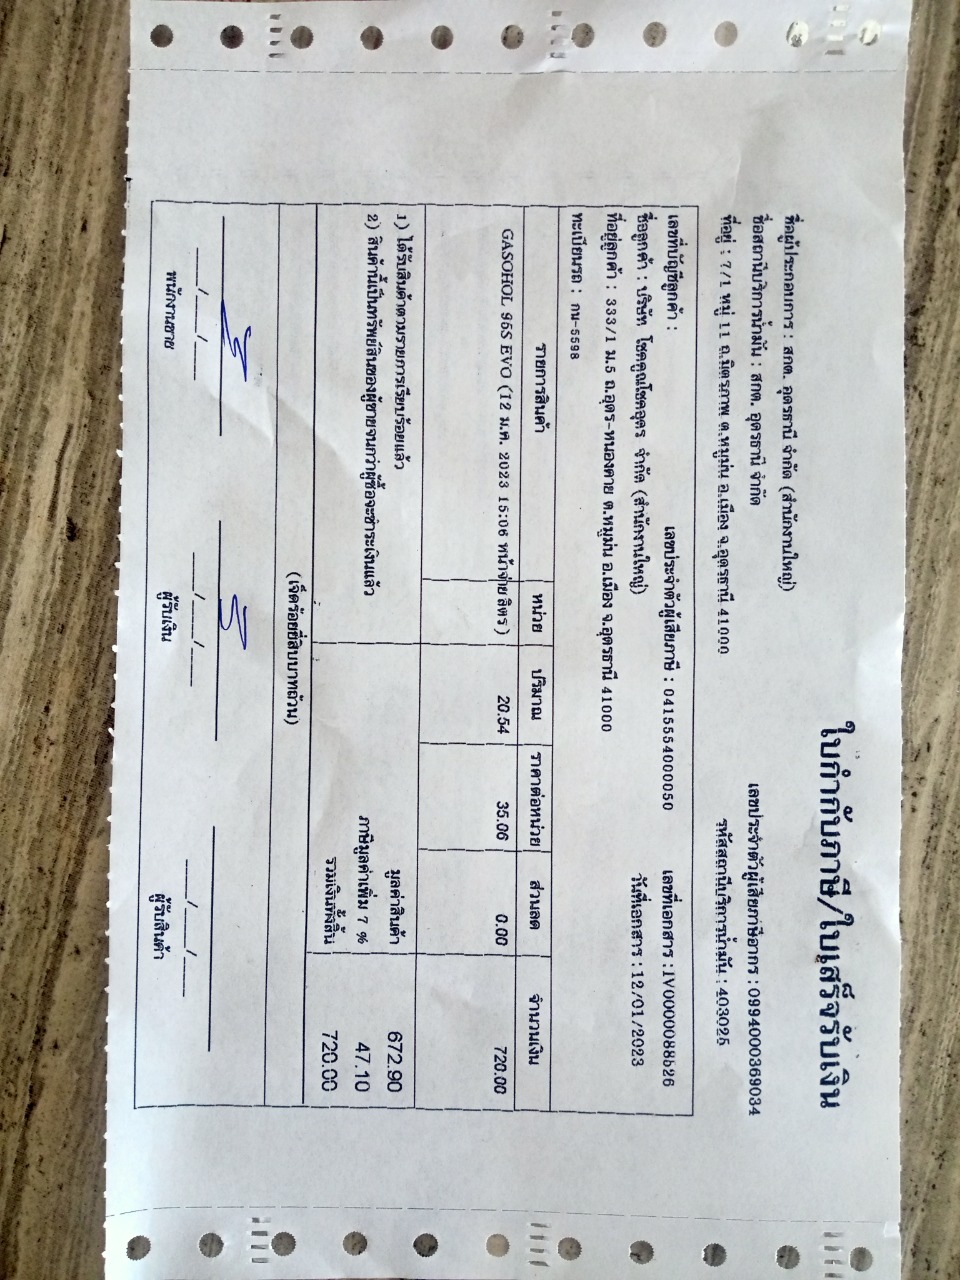 ใบกำกับภาษี/ใบเสร็จรับเงิน
ชื่อผู้ประกอบการ : สกต. อุดรธานี จำกัด (สำนักงานใหญ่) เลขประจำตัวผู้เสียภาษีอากร : 0994000369034
ชื่อสถานีบริการน้ำมัน : สกต. อุดรธานี จำกัด
ที่อยู่ : 7/1 หมู่ 11 ถ.มิตรภาพ ต.หมูม่น อ.เมือง จ.อุดรธานี 41000 รหัสสถานีบริการน้ำมัน : 403025
เลขที่บัญชีลูกค้า : เลขประจำตัวผู้เสียภาษี : 0415554000050 เลขที่เอกสาร : IV0000088526
ชื่อลูกค้า : บริษัท โชคคูณโชคอุดร จำกัด (สำนักงานใหญ่) วันที่เอกสาร : 12/01/2023
ที่อยู่ลูกค้า : 333/1 ม.5 ถ.อุดร-หนองคาย ต.หมูม่น อ.เมือง จ.อุดรธานี 41000
ทะเบียนรถ : กน-5598
รายการสินค้า หน่วย ปริมาณ ราคาต่อหน่วย ส่วนลด จำนวนเงิน
GASOHOL 95S EVO (12 ม.ค. 2023 15:06 หน้าจ่าย ลิตร ) 20.54 35.06 0.00 720.00
1) ได้รับสินค้าตามรายการเรียบร้อยแล้ว มูลค่าสินค้า 672.90
2) สินค้านี้เป็นทรัพย์สินของผู้ขายจนกว่าผู้ซื้อจะชำระเงินแล้ว ภาษีมูลค่าเพิ่ม 7 % 47.10
รวมเงินทั้งสิ้น 720.00
(เจ็ดร้อยยี่สิบบาทถ้วน)
___/___/___ ___/___/___ ___/___/___
พนักงานขาย ผู้รับเงิน ผู้รับสินค้า